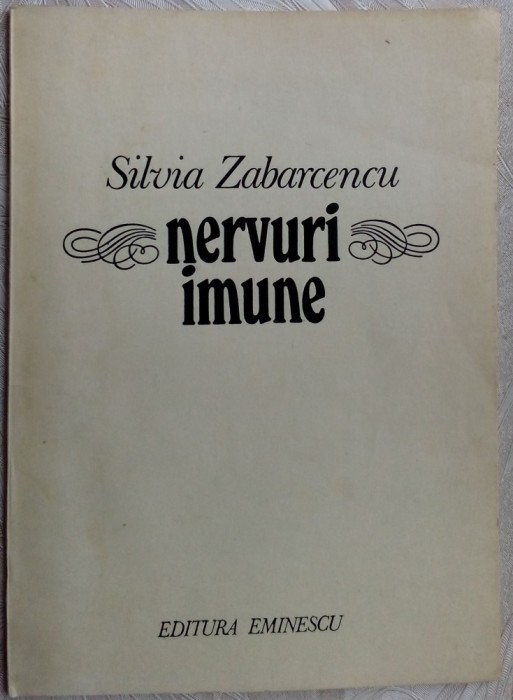 Silvia Zabarcencu
nervuri
imune
EDITURA EMINESCU